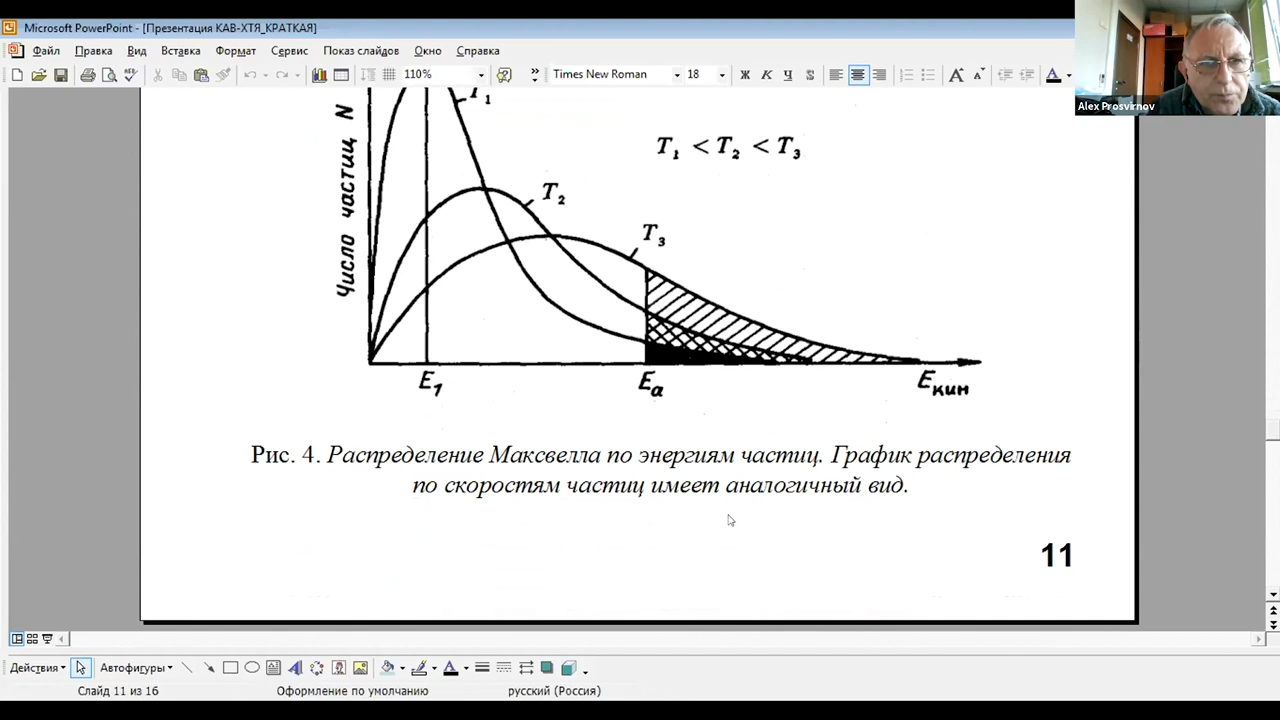 Microsoft PowerPoint - [Презентация КАВ-ХТЯ_КРАТКАЯ]
Файл Правка Вид Вставка Формат Сервис Показ слайдов Окно Справка
110% Times New Roman 18 Ж К Ч S
Alex Prosvirnov
T₁
T₁ < T₂ < T₃
Число частиц N
T₂
T₃
E₁ Eₐ Eкин
Рис. 4. Распределение Максвелла по энергиям частиц. График распределения
по скоростям частиц имеет аналогичный вид.
11
Действия Автофигуры
Слайд 11 из 16 Оформление по умолчанию русский (Россия)